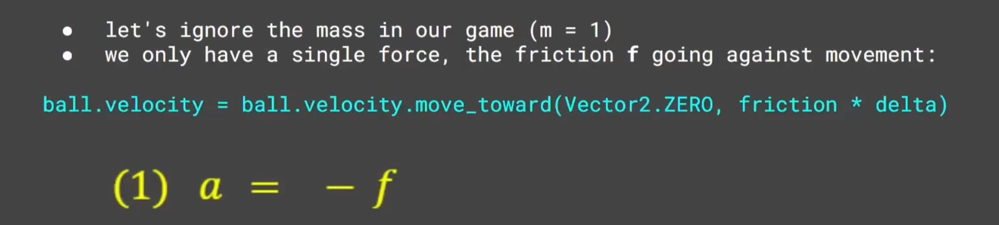 ● let's ignore the mass in our game (m = 1)
● we only have a single force, the friction f going against movement:
ball.velocity = ball.velocity.move_toward(Vector2.ZERO, friction * delta)
(1) a = − f